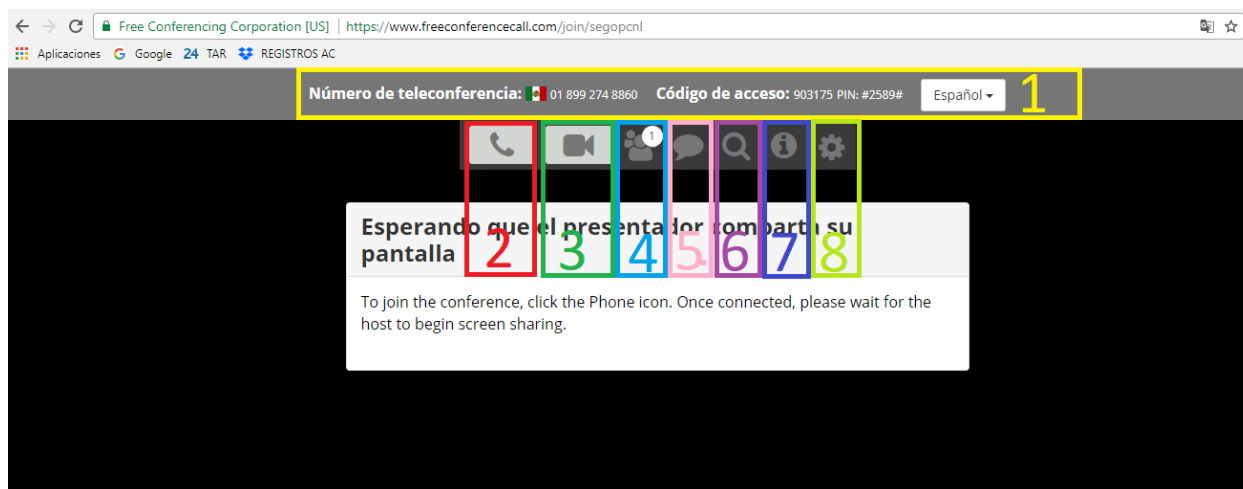 Free Conferencing Corporation [US] | https://www.freeconferencecall.com/join/segopcnl
Aplicaciones G Google 24 TAR REGISTROS AC
Número de teleconferencia: 01 899 274 8860 Código de acceso: 903175 PIN: #2589# Español 1
1
Esperando que el presentador comparta su
pantalla
2 3 4 5 6 7 8
To join the conference, click the Phone icon. Once connected, please wait for the
host to begin screen sharing.